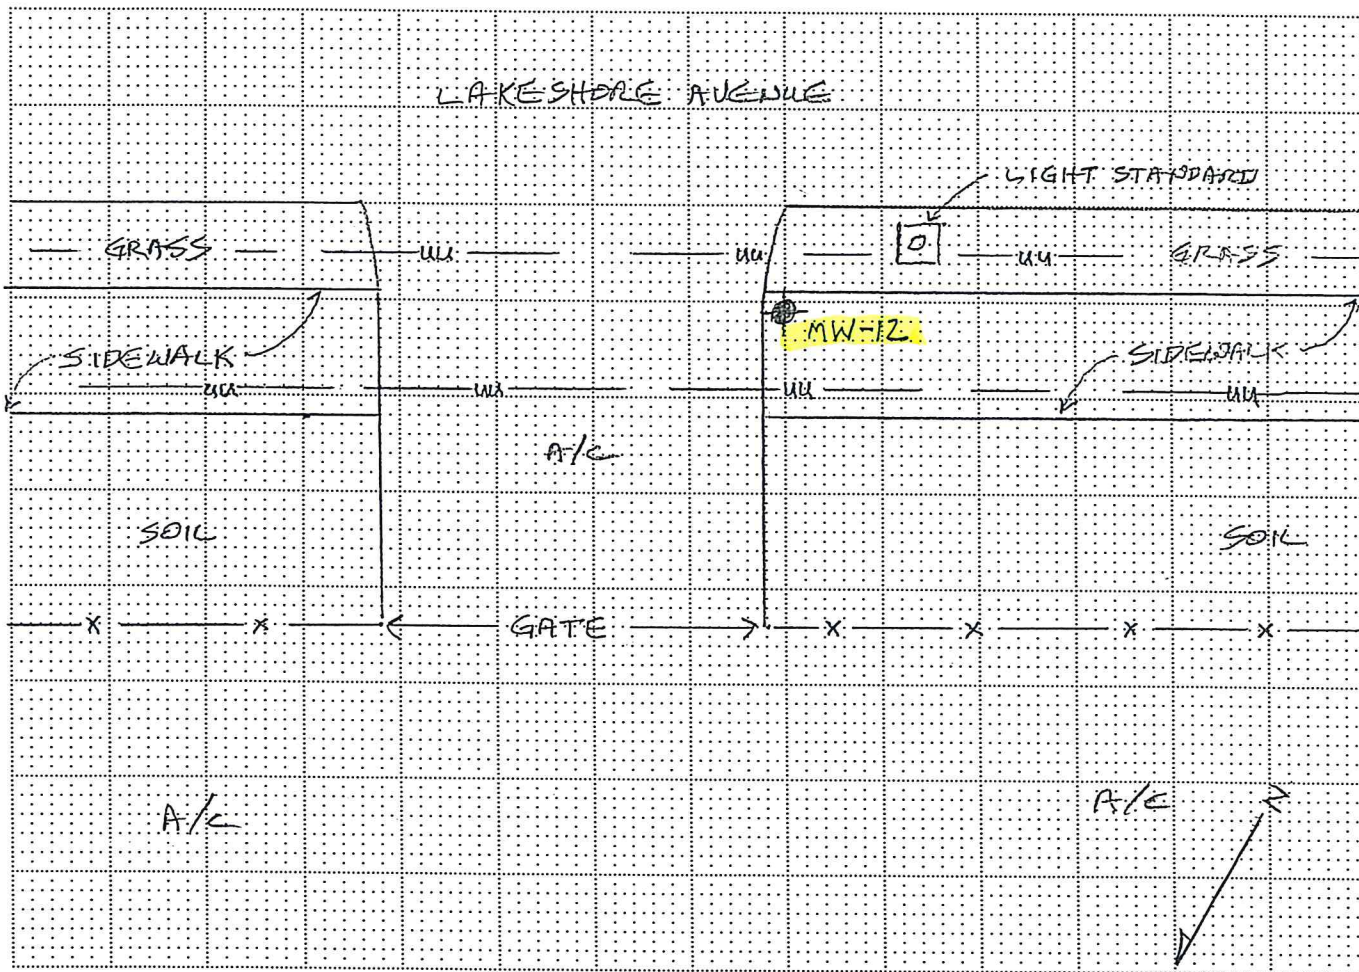 LAKESHORE AVENUE
LIGHT STANDARD
GRASS
UU
UU
UU
GRASS
MW-12
SIDEWALK
SIDEWALK
UU
UU
UU
UU
A/C
SOIL
SOIL
X
X
GATE
X
X
X
X
A/C
A/C
N